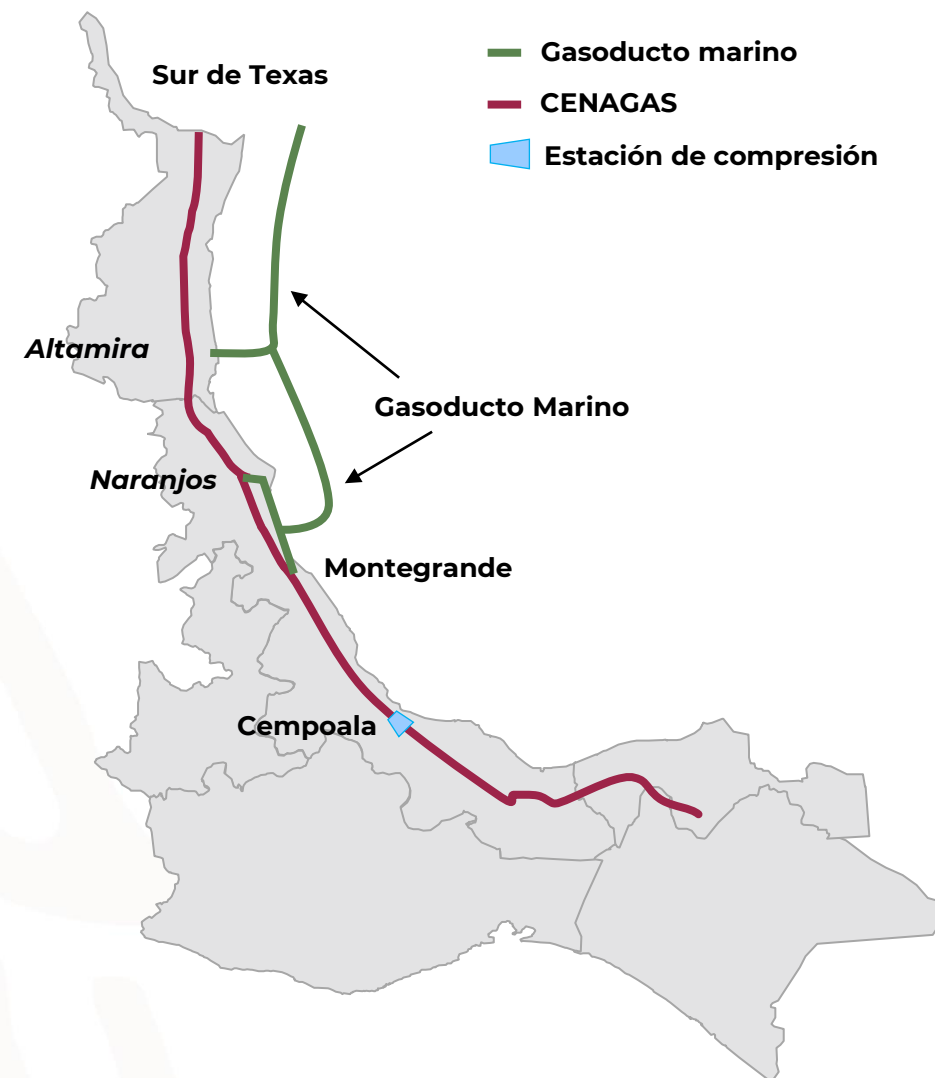 Gasoducto marino
Sur de Texas
CENAGAS
Estación de compresión
Altamira
Gasoducto Marino
Naranjos
Montegrande
Cempoala